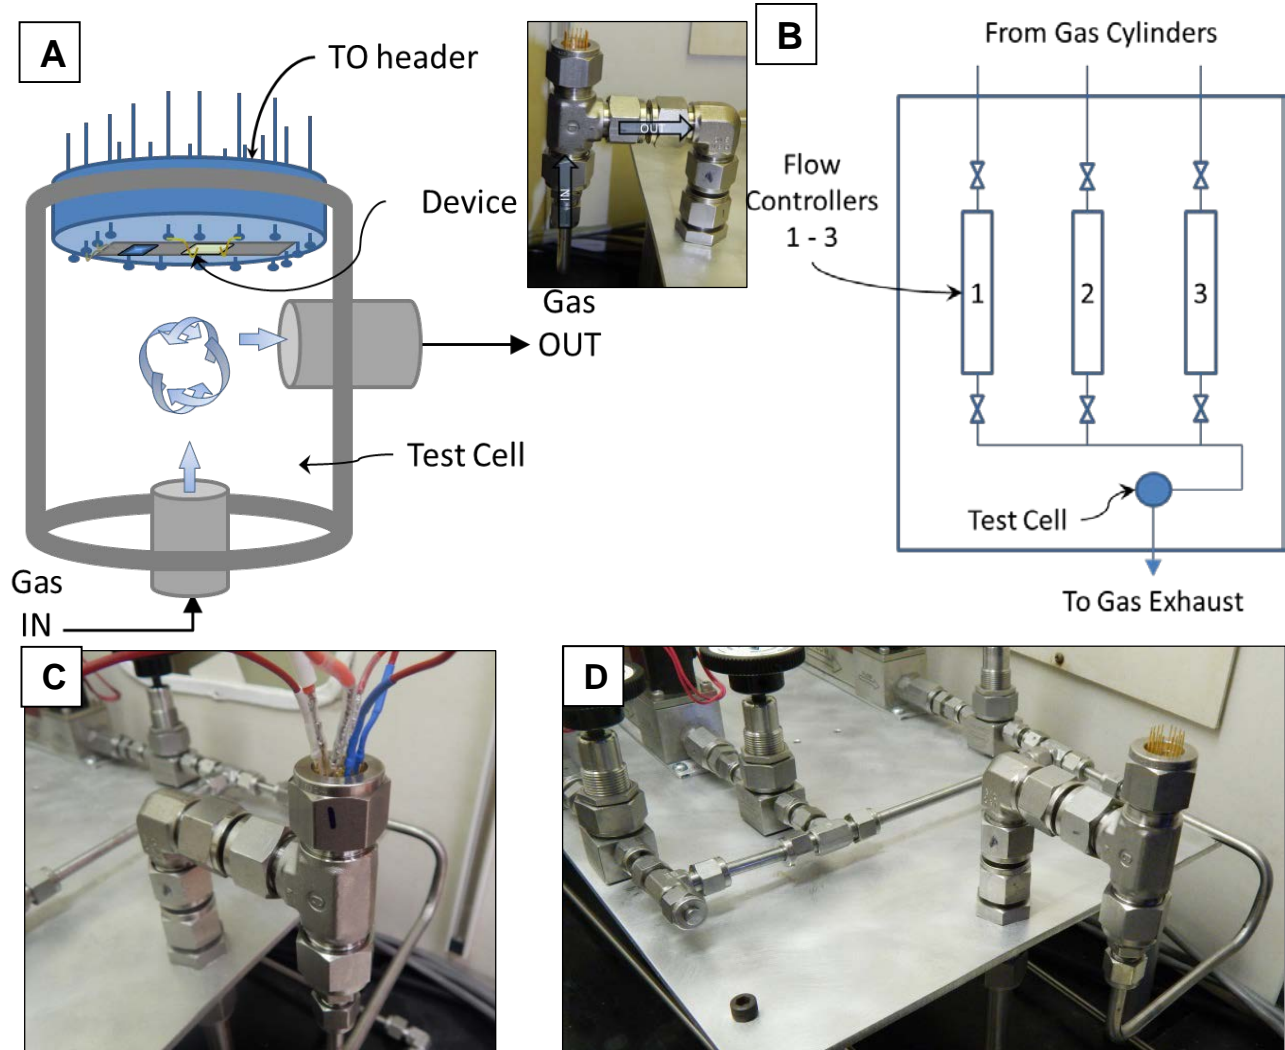 A
TO header
Device
OUT
IN
Gas
OUT
Test Cell
Gas
IN
B
From Gas Cylinders
Flow
Controllers
1 - 3
1
2
3
Test Cell
To Gas Exhaust
C
D